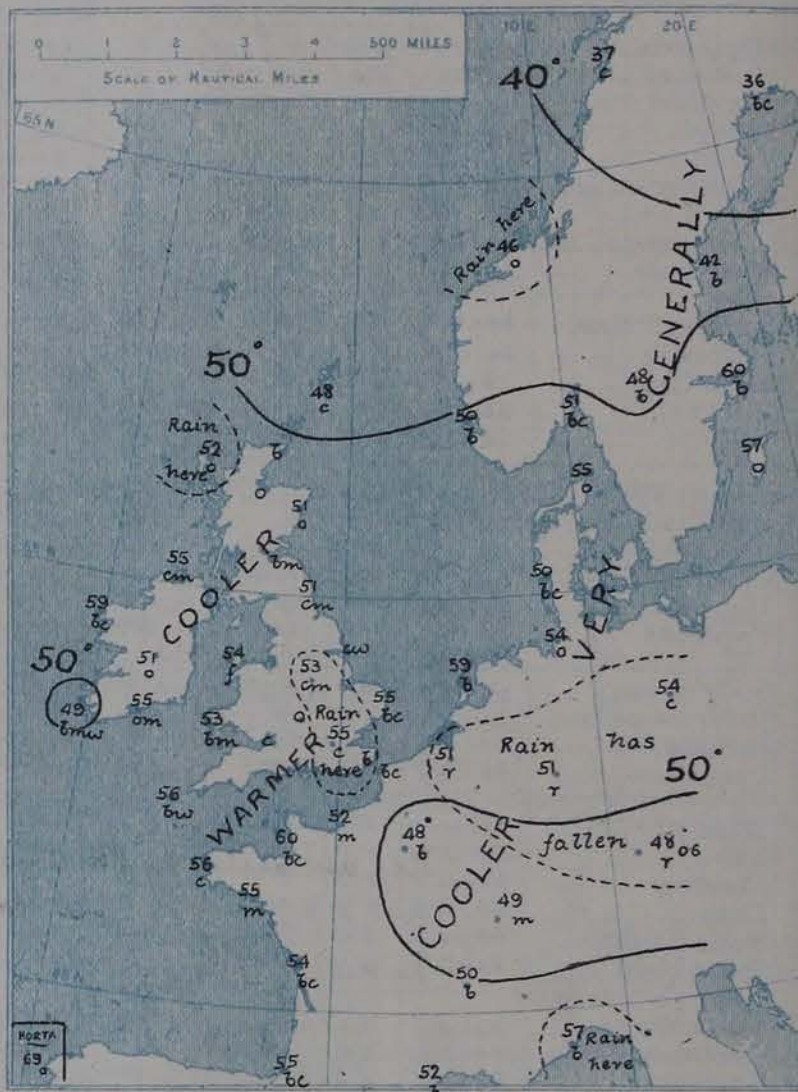 0 1 2 3 4 500 MILES
SCALE OF NAUTICAL MILES
10 E
20 E
37
c
36
bc
40°
GENERALLY
Rain here
46
o
42
b
50°
48
c
48
b
60
b
50
b
51
bc
Rain
52
o
here
b
57
o
o
51
o
55
o
COOLER
55
cm
bm
51
cm
50
bc
VERY
59
bc
50°
51
o
54
f
53
cm
w
54
o
59
b
49
bmw
55
om
53
bm
o
Rain
55
bc
54
c
c
55
c
b
here
bc
51
r
Rain has
51
r
50°
WARMER
56
bw
52
m
60
bc
48
b
fallen
48 06
r
56
c
COOLER
55
m
49
m
54
bc
50
b
HORTA
69
o
57
b
Rain
here
55
bc
52
b